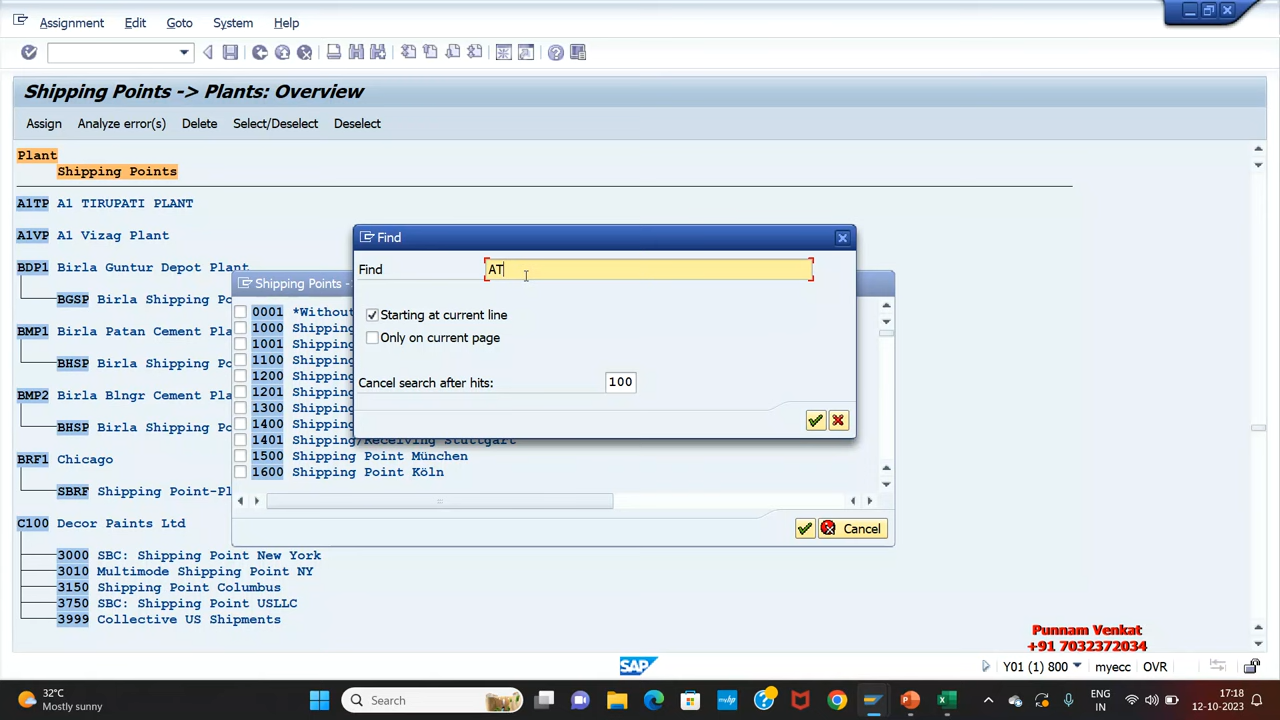 Assignment Edit Goto System Help
Shipping Points -> Plants: Overview
Assign Analyze error(s) Delete Select/Deselect Deselect
Plant
Shipping Points
A1TP A1 TIRUPATI PLANT
A1VP A1 Vizag Plant
BDP1 Birla Guntur Depot Plant
BGSP Birla Shipping Po
BMP1 Birla Patan Cement Pla
BHSP Birla Shipping Po
BMP2 Birla Blngr Cement Pla
BHSP Birla Shipping Po
BRF1 Chicago
SBRF Shipping Point-Pl
C100 Decor Paints Ltd
3000 SBC: Shipping Point New York
3010 Multimode Shipping Point NY
3150 Shipping Point Columbus
3750 SBC: Shipping Point USLLC
3999 Collective US Shipments
Shipping Points -
0001 *Without
1000 Shipping
1001 Shipping
1100 Shipping
1200 Shipping
1201 Shipping
1300 Shipping
1400 Shipping
1401 Shipping/Receiving Stuttgart
1500 Shipping Point München
1600 Shipping Point Köln
Cancel
Find
Find AT
Starting at current line
Only on current page
Cancel search after hits: 100
Punnam Venkat
+91 7032372034
SAP
Y01 (1) 800 myecc OVR
32°C
Mostly sunny
Search
ENG
IN
17:18
12-10-2023